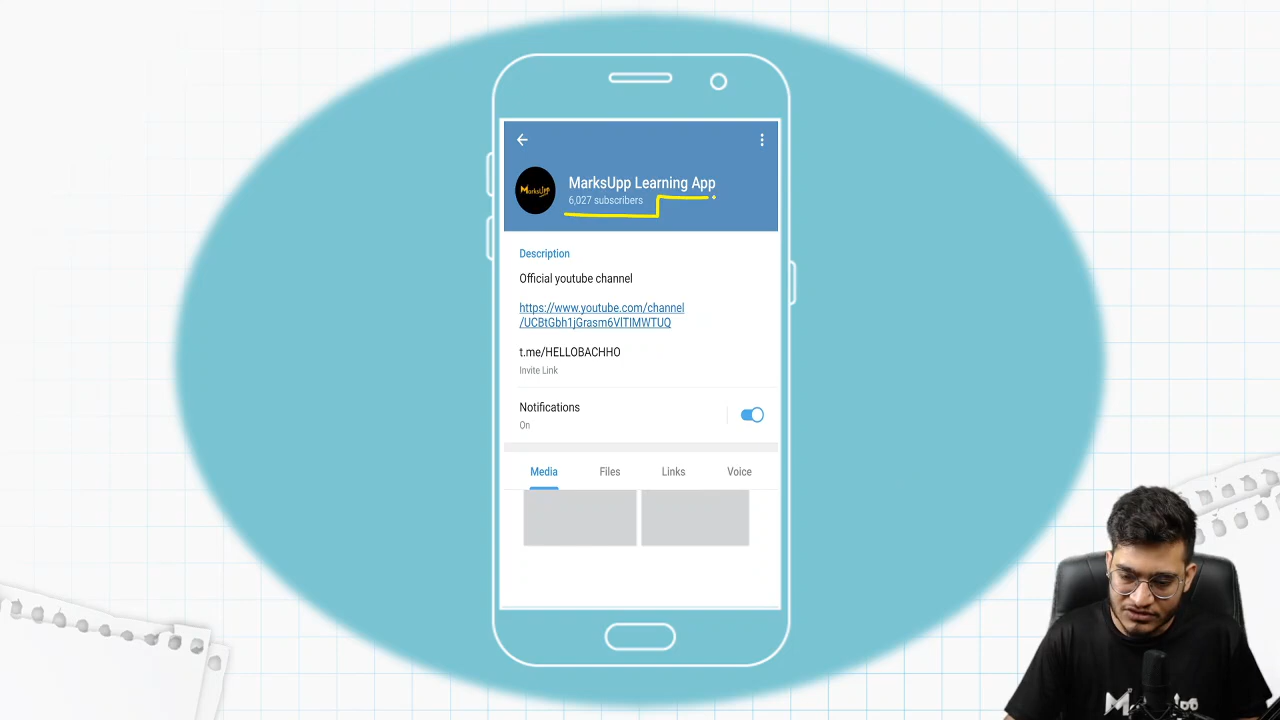 MarksUpp Learning App
MarksUpp
6,027 subscribers
Description
Official youtube channel
https://www.youtube.com/channel
/UCBtGbh1jGrasm6VlTIMWTUQ
t.me/HELLOBACHHO
Invite Link
Notifications
On
Media Files Links Voice